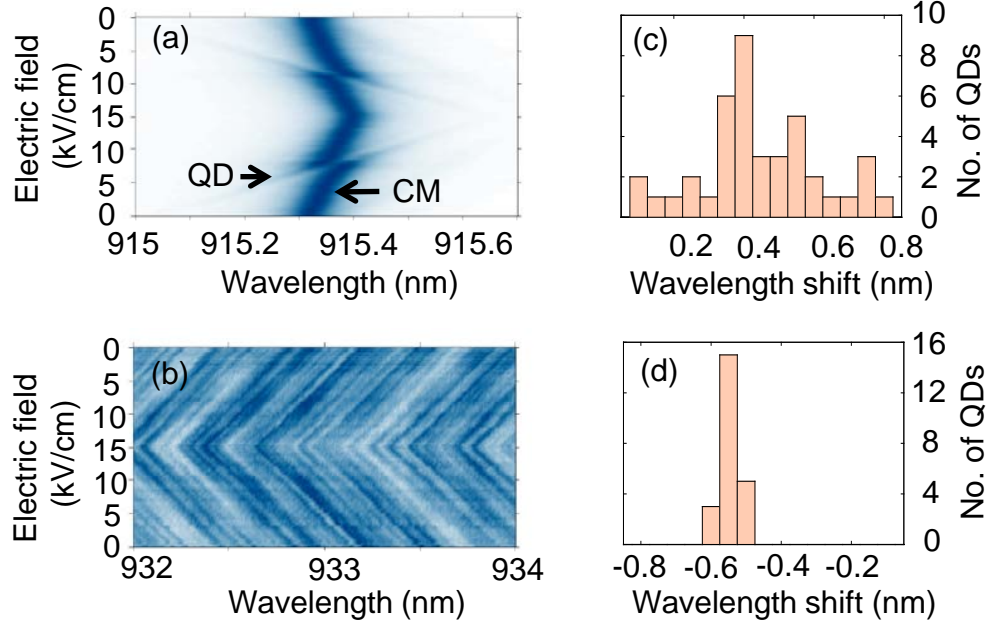 (a)
0
5
10
15
10
5
0
Electric field
(kV/cm)
QD
CM
915 915.2 915.4 915.6
Wavelength (nm)
(c)
10
8
6
4
2
0
No. of QDs
0.2 0.4 0.6 0.8
Wavelength shift (nm)
(b)
0
5
10
15
10
5
0
Electric field
(kV/cm)
932 933 934
Wavelength (nm)
(d)
16
12
8
4
0
No. of QDs
-0.8 -0.6 -0.4 -0.2
Wavelength shift (nm)